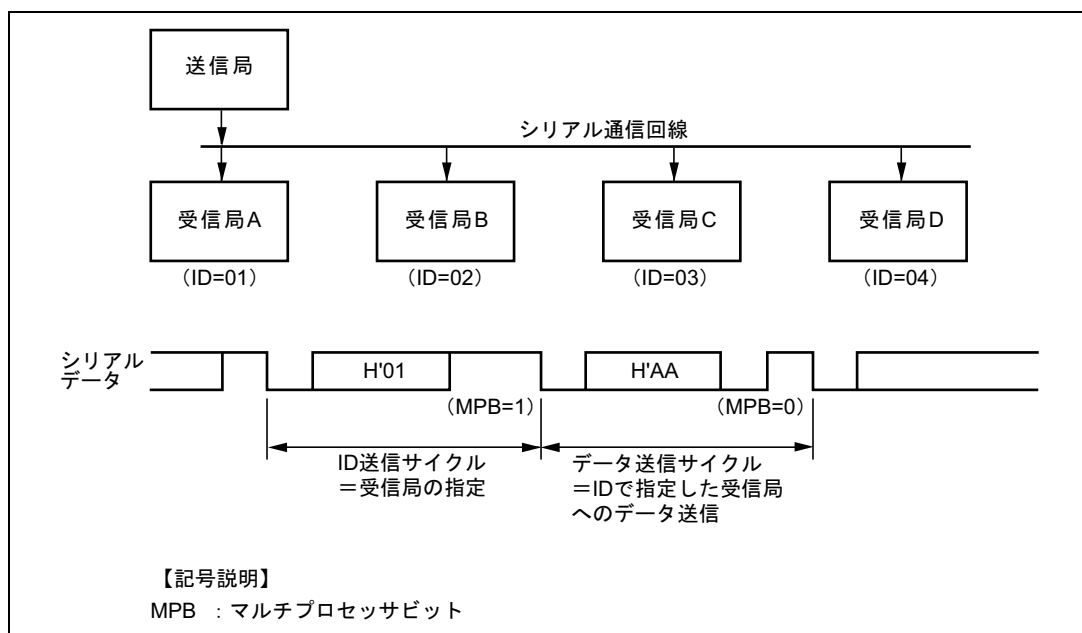 送信局
シリアル通信回線
受信局A
受信局B
受信局C
受信局D
（ID=01）
（ID=02）
（ID=03）
（ID=04）
シリアル
データ
H'01
H'AA
（MPB=1）
（MPB=0）
ID送信サイクル
＝受信局の指定
データ送信サイクル
＝IDで指定した受信局
へのデータ送信
【記号説明】
MPB ：マルチプロセッサビット